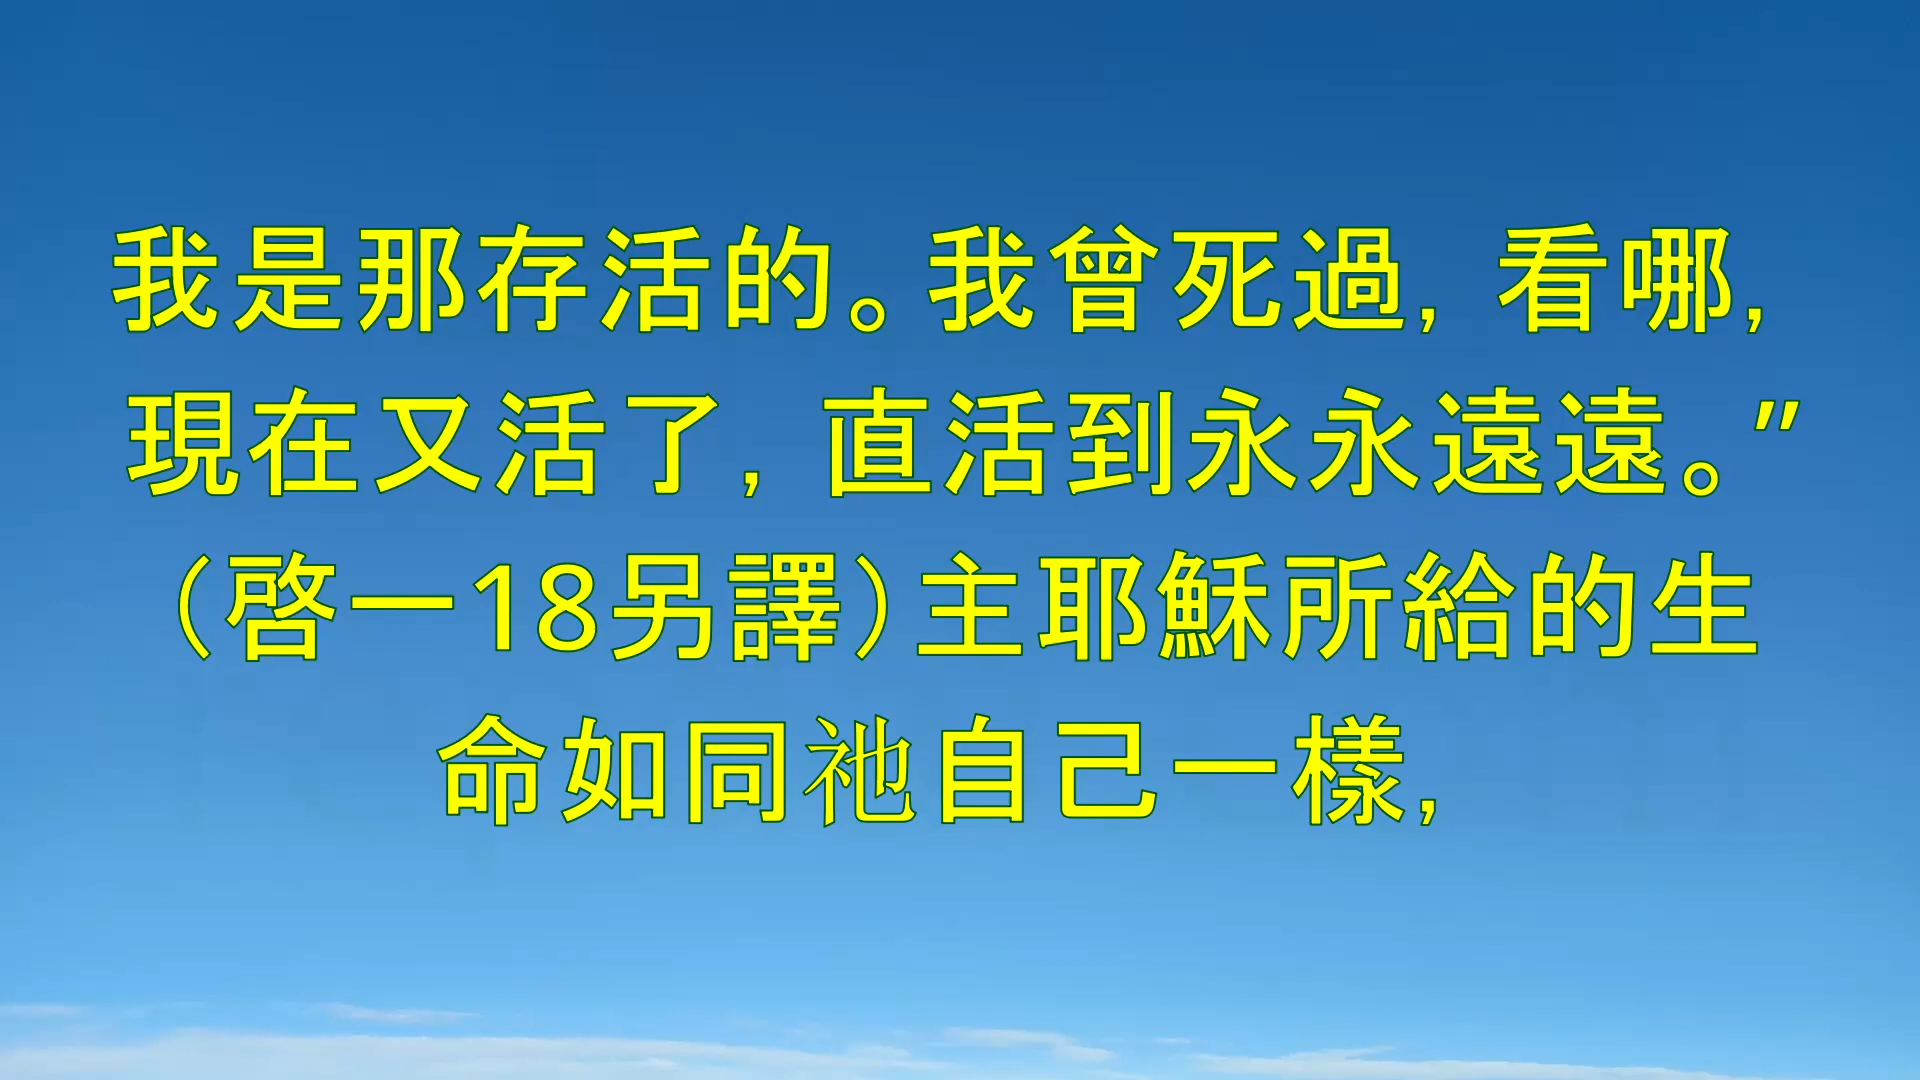 我是那存活的。我曾死過, 看哪,
現在又活了, 直活到永永遠遠。”
(啓一18另譯)主耶穌所給的生
命如同祂自己一樣,